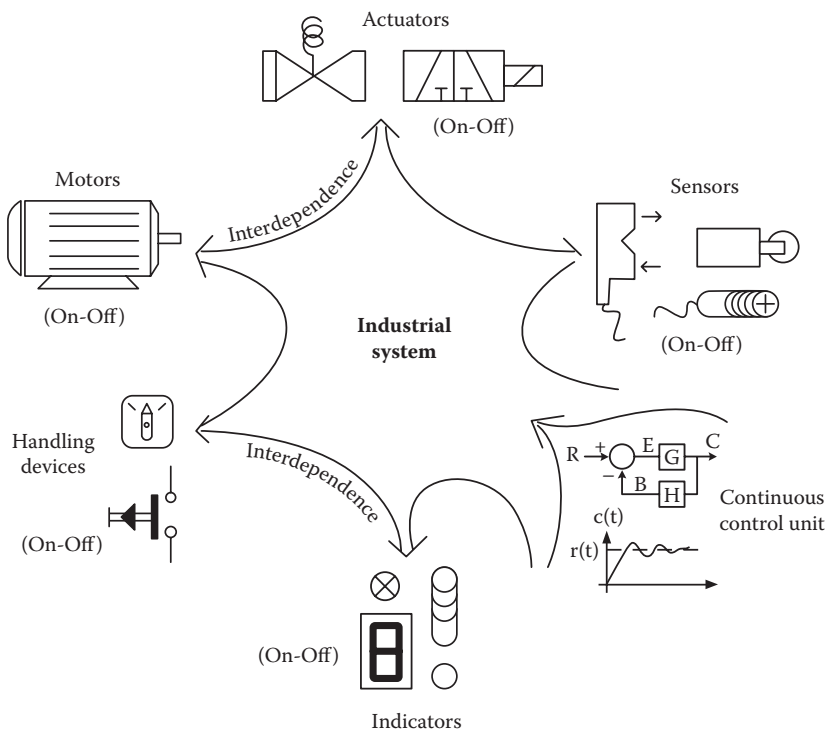 Actuators
(On-Off)
Motors
Interdependence
Sensors
(On-Off)
(On-Off)
Industrial
system
Handling
devices
(On-Off)
Interdependence
R + E G C
− B H
Continuous
control unit
c(t)
r(t)
(On-Off)
8
Indicators